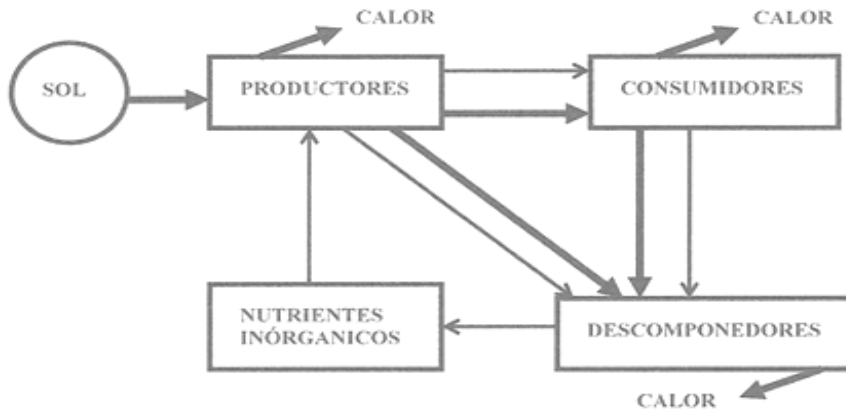 CALOR
CALOR
SOL
PRODUCTORES
CONSUMIDORES
NUTRIENTES
INÓRGANICOS
DESCOMPONEDORES
CALOR